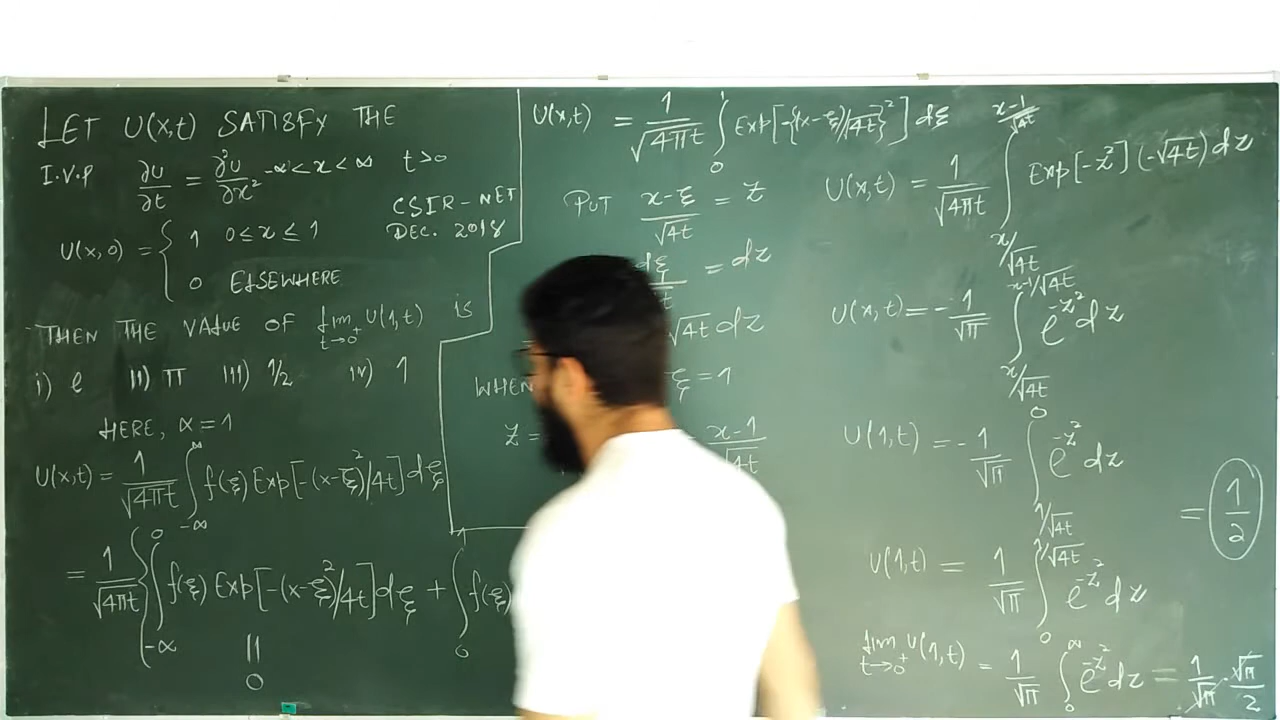 LET U(x,t) SATISFY THE
I.V.P ∂U/∂t = ∂²U/∂x² -∞<x<∞ t>0
CSIR-NET
DEC. 2018
U(x,0) = { 1 0≤x≤1
0 ELSEWHERE
THEN THE VALUE OF lim t→0⁺ U(1,t) is
i) e ii) π iii) 1/2 iv) 1
HERE, α=1
U(x,t) = 1/√4πt ∫_{-∞}^{∞} f(ξ) Exp[-(x-ξ)²/4t] dξ
= 1/√4πt { ∫_{-∞}^{0} f(ξ) Exp[-(x-ξ)²/4t] dξ + ∫_{0}^{1} f(ξ)
||
0
U(x,t) = 1/√4πt ∫_{0}^{1} Exp[-{(x-ξ)/√4t}²] dξ
PUT x-ξ/√4t = z
dξ = dz
√4t dz
WHEN ξ=1
z = x-1/√4t
U(x,t) = 1/√4πt ∫_{x/√4t}^{x-1/√4t} Exp[-z²](-√4t) dz
U(x,t) = - 1/√π ∫_{x/√4t}^{x-1/√4t} e^{-z²} dz
U(1,t) = - 1/√π ∫_{1/√4t}^{0} e^{-z²} dz
U(1,t) = 1/√π ∫_{0}^{1/√4t} e^{-z²} dz
lim t→0⁺ U(1,t) = 1/√π ∫_{0}^{∞} e^{-z²} dz = 1/√π · √π/2
= 1/2